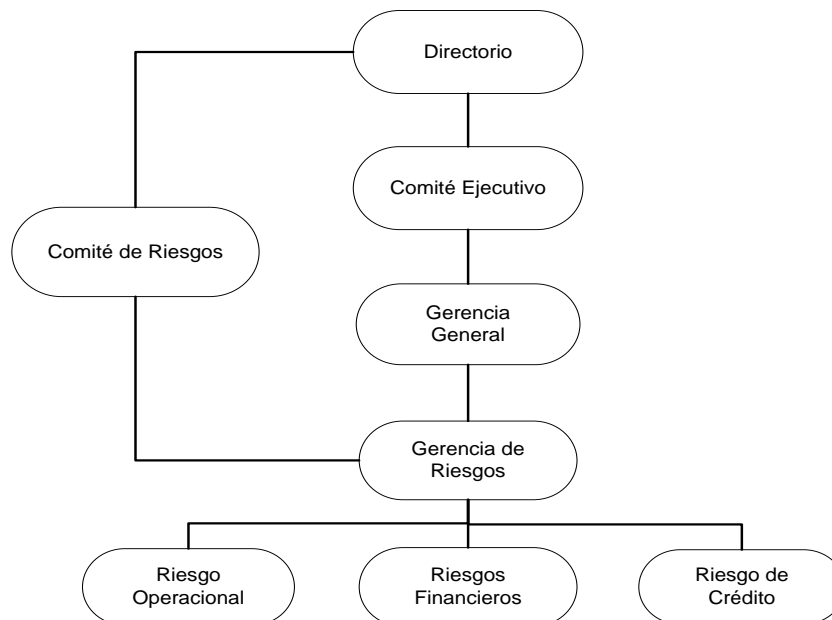 Directorio
Comité Ejecutivo
Comité de Riesgos
Gerencia
General
Gerencia de
Riesgos
Riesgo
Operacional
Riesgos
Financieros
Riesgo de
Crédito